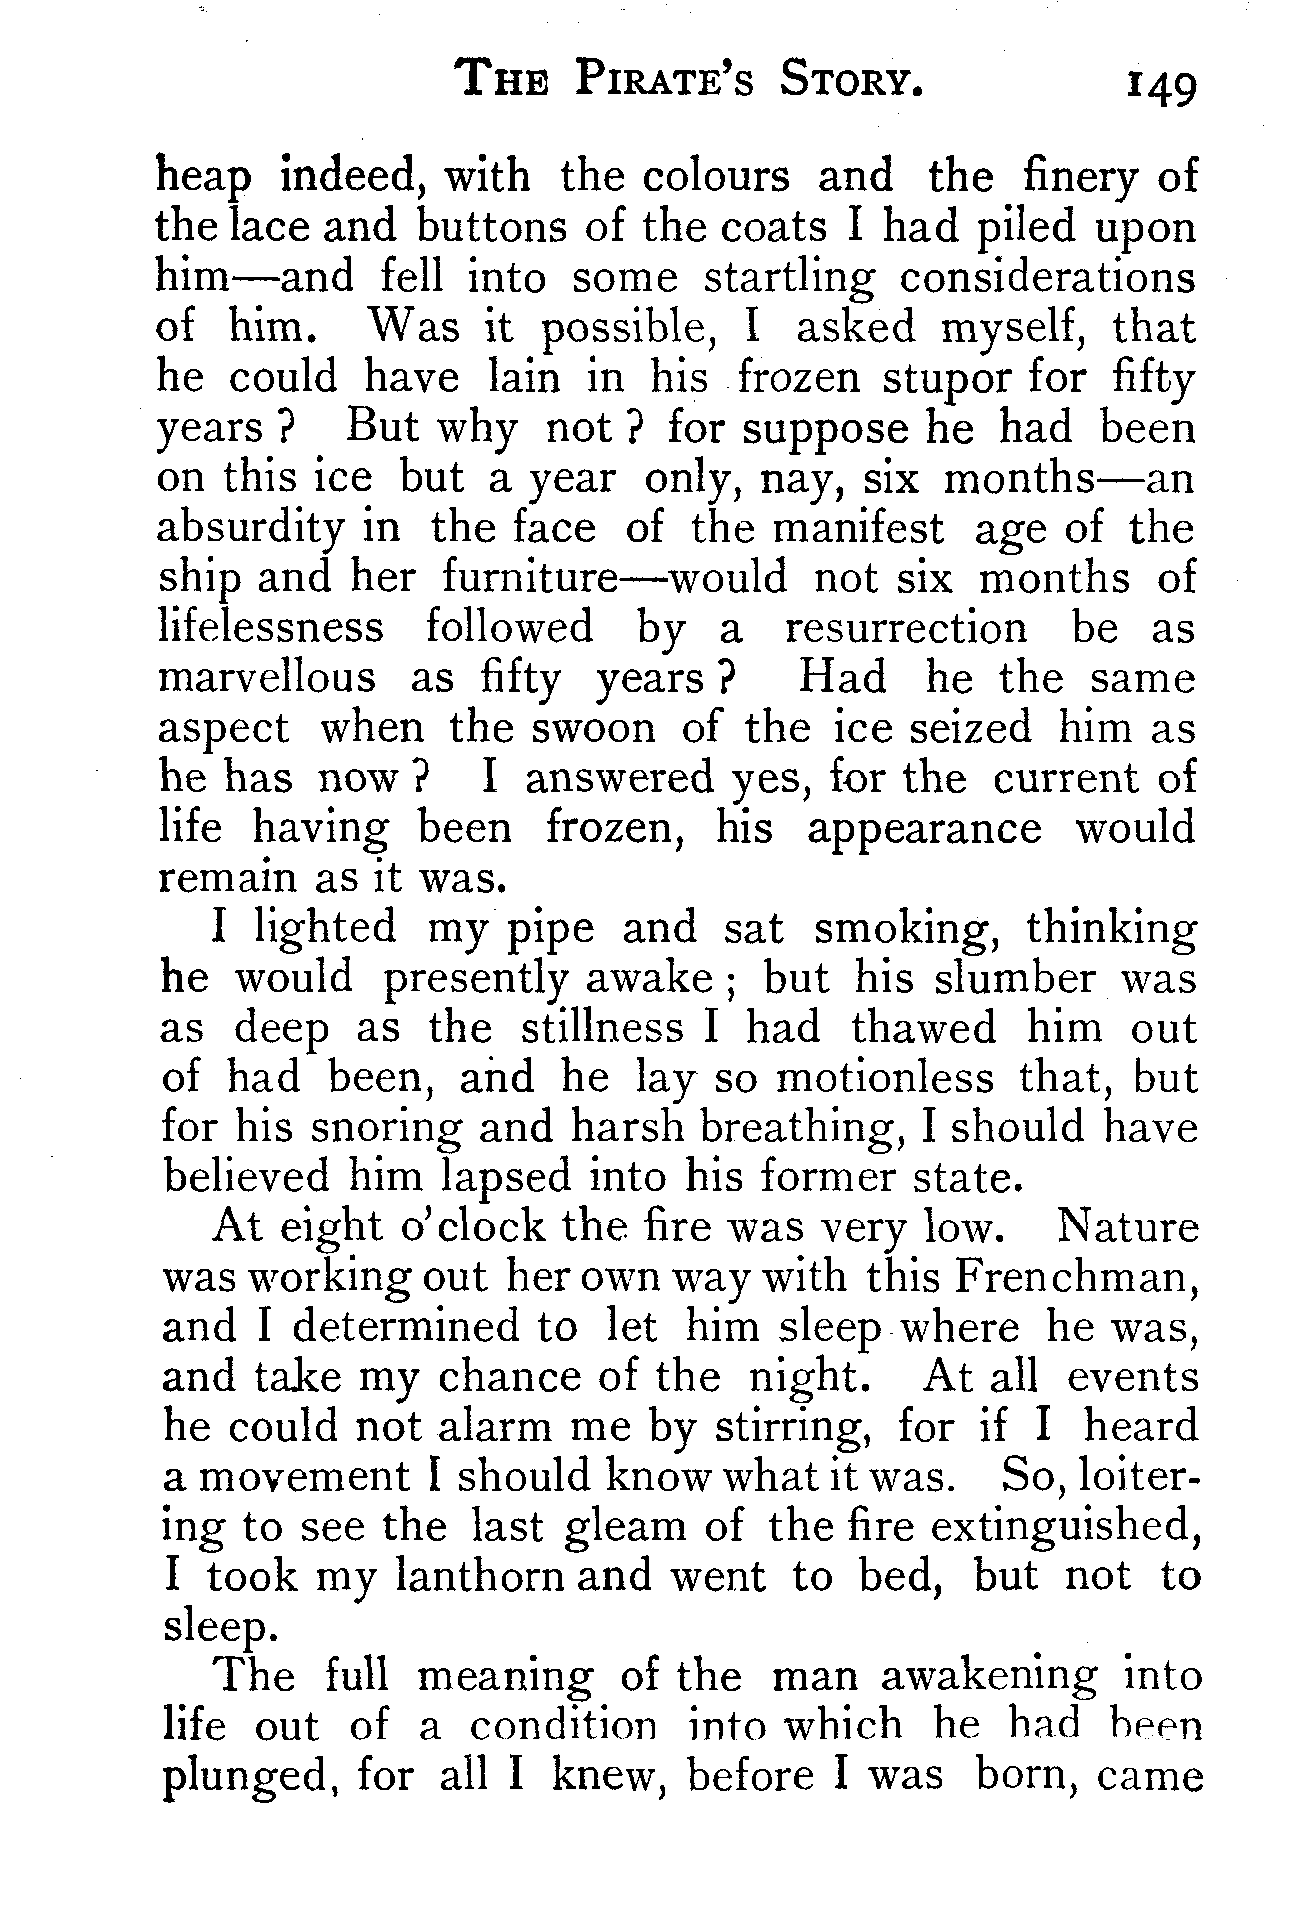 THE PIRATE'S STORY. 149
heap indeed, with the colours and the finery of
the lace and buttons of the coats I had piled upon
him—and fell into some startling considerations
of him. Was it possible, I asked myself, that
he could have lain in his frozen stupor for fifty
years ? But why not ? for suppose he had been
on this ice but a year only, nay, six months—an
absurdity in the face of the manifest age of the
ship and her furniture—would not six months of
lifelessness followed by a resurrection be as
marvellous as fifty years ? Had he the same
aspect when the swoon of the ice seized him as
he has now ? I answered yes, for the current of
life having been frozen, his appearance would
remain as it was.
I lighted my pipe and sat smoking, thinking
he would presently awake ; but his slumber was
as deep as the stillness I had thawed him out
of had been, and he lay so motionless that, but
for his snoring and harsh breathing, I should have
believed him lapsed into his former state.
At eight o'clock the fire was very low. Nature
was working out her own way with this Frenchman,
and I determined to let him sleep where he was,
and take my chance of the night. At all events
he could not alarm me by stirring, for if I heard
a movement I should know what it was. So, loiter-
ing to see the last gleam of the fire extinguished,
I took my lanthorn and went to bed, but not to
sleep.
The full meaning of the man awakening into
life out of a condition into which he had been
plunged, for all I knew, before I was born, came